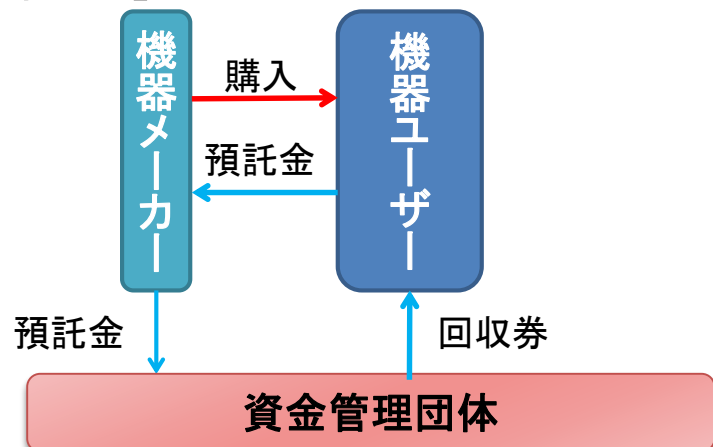 機器メーカー
購入
機器ユーザー
預託金
預託金
回収券
資金管理団体